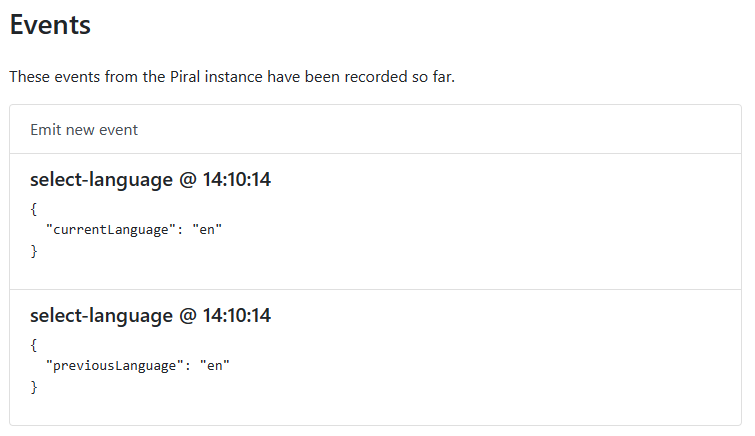 Events
These events from the Piral instance have been recorded so far.
Emit new event
select-language @ 14:10:14
{
  "currentLanguage": "en"
}
select-language @ 14:10:14
{
  "previousLanguage": "en"
}